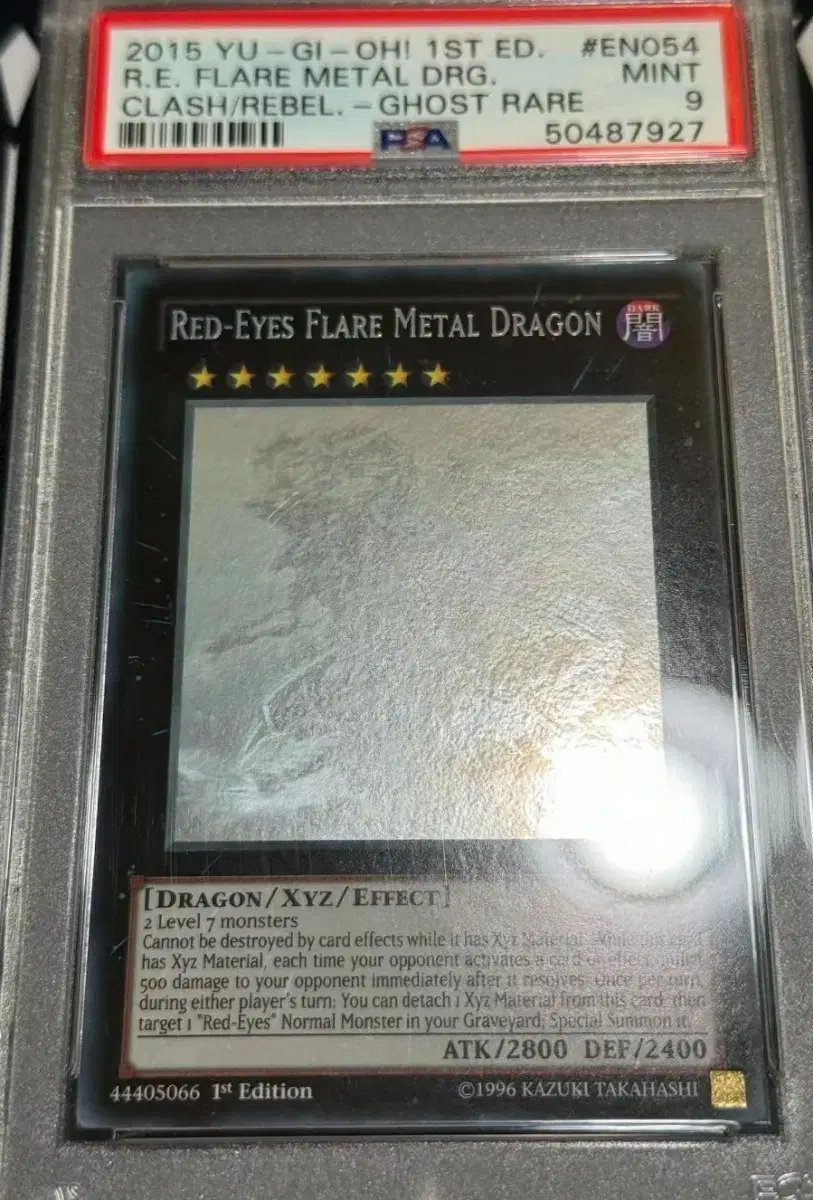 2015 YU-GI-OH! 1ST ED. #EN054
R.E. FLARE METAL DRG. MINT
CLASH/REBEL. - GHOST RARE 9
PSA 50487927
RED-EYES FLARE METAL DRAGON DARK 闇
[DRAGON/XYZ/EFFECT]
2 Level 7 monsters
Cannot be destroyed by card effects while it has Xyz Material. While this card
has Xyz Material, each time your opponent activates a card or effect, inflict
500 damage to your opponent immediately after it resolves. Once per turn,
during either player's turn: You can detach 1 Xyz Material from this card, then
target 1 "Red-Eyes" Normal Monster in your Graveyard; Special Summon it.
ATK/2800 DEF/2400
44405066 1st Edition ©1996 KAZUKI TAKAHASHI